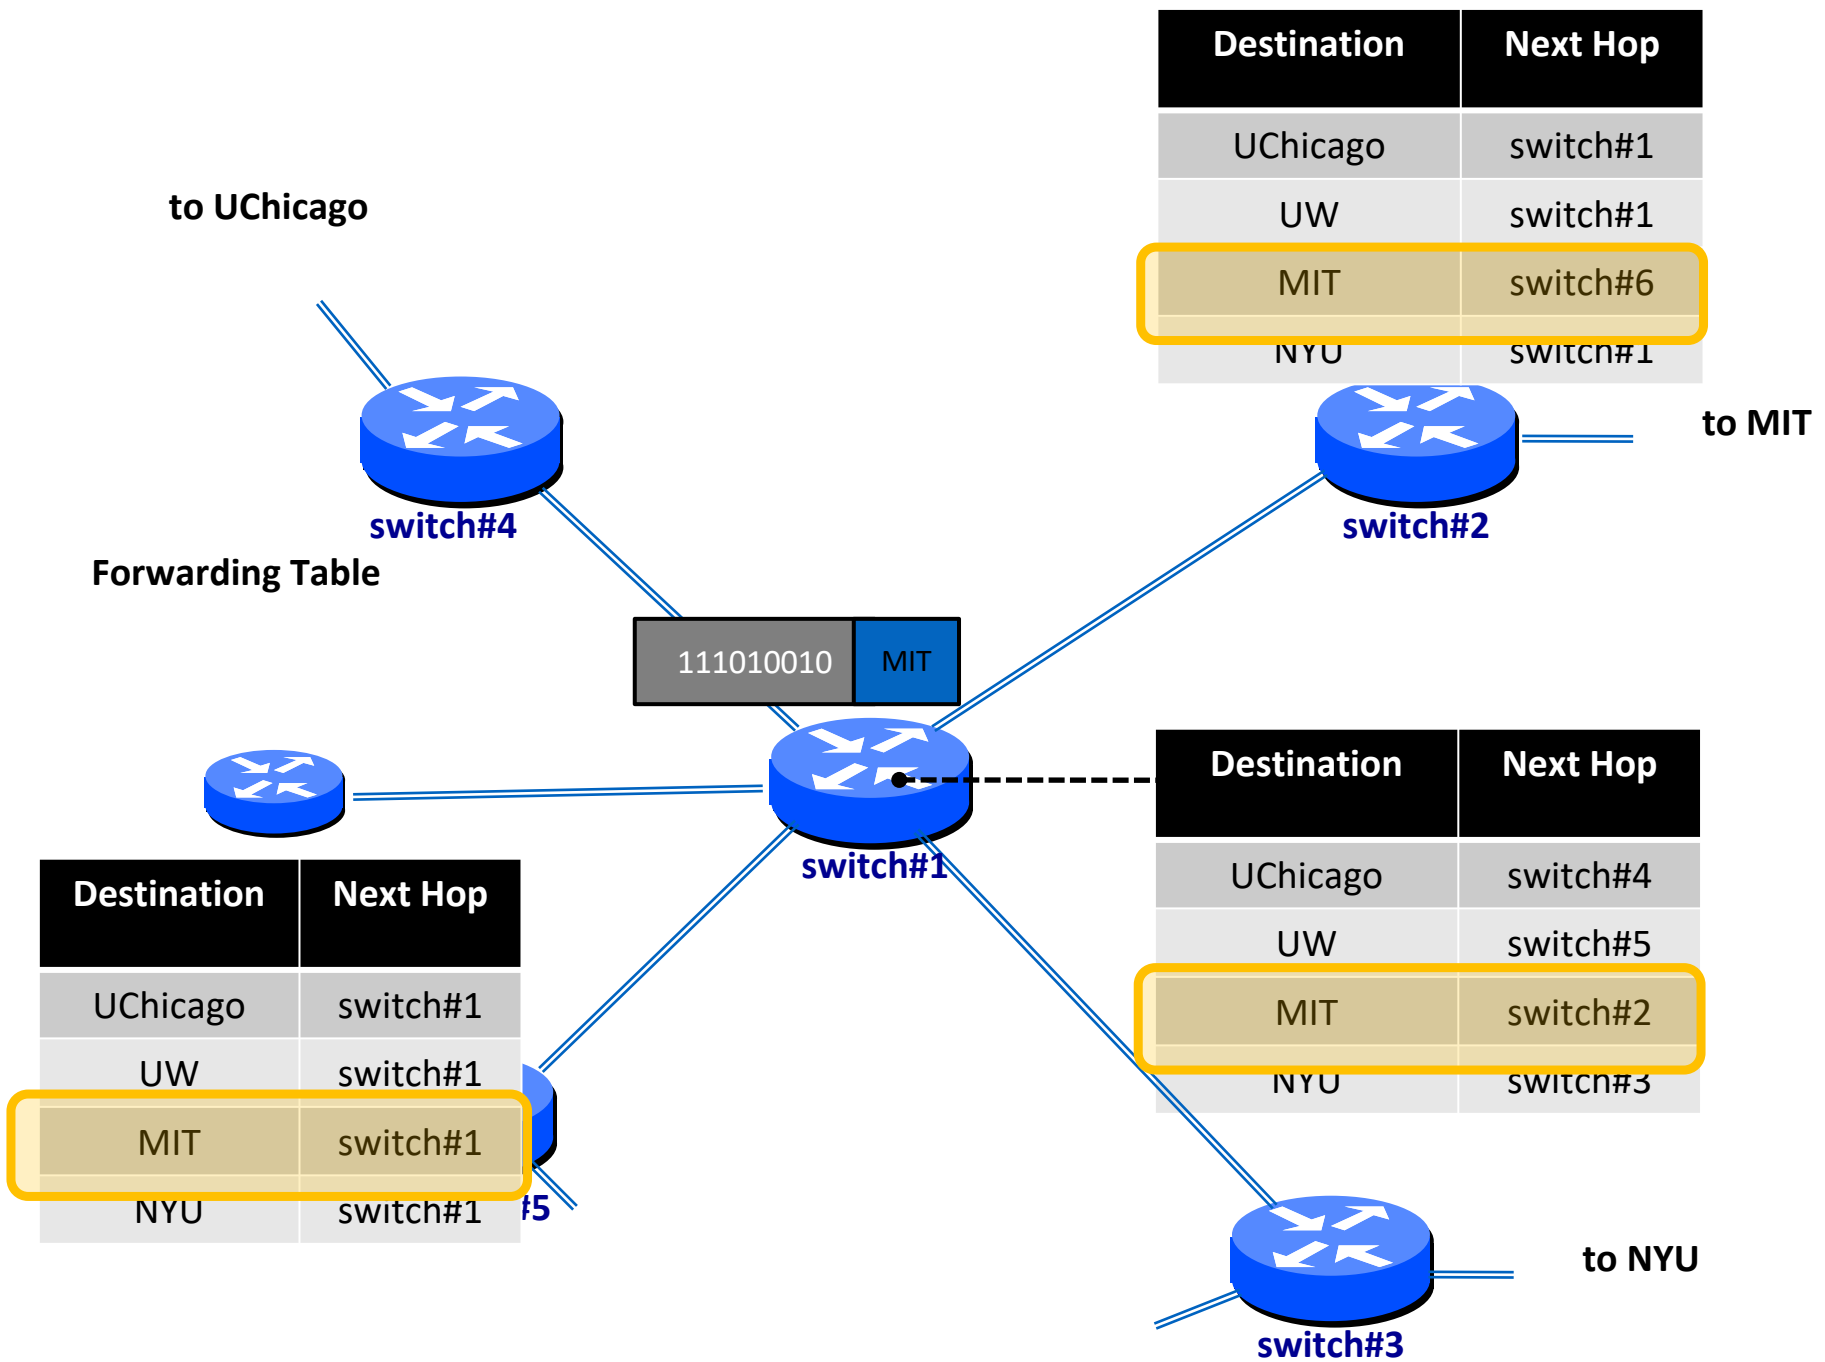 Destination Next Hop
UChicago switch#1
UW switch#1
MIT switch#6
NYU switch#1
to UChicago
to MIT
switch#4
switch#2
Forwarding Table
111010010 MIT
switch#1
Destination Next Hop
UChicago switch#4
UW switch#5
MIT switch#2
NYU switch#3
Destination Next Hop
UChicago switch#1
UW switch#1
MIT switch#1
NYU switch#1
#5
to NYU
switch#3